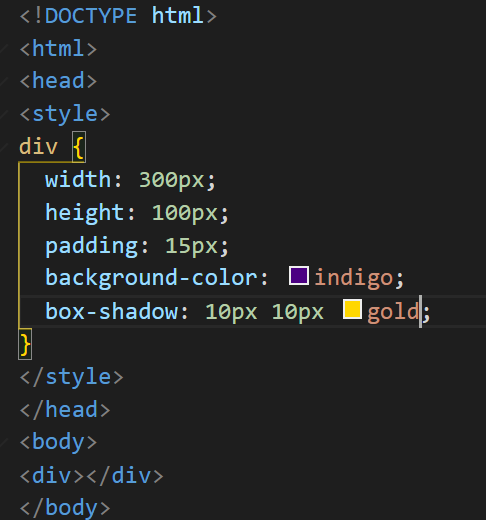 <!DOCTYPE html>
<html>
<head>
<style>
div {
  width: 300px;
  height: 100px;
  padding: 15px;
  background-color: indigo;
  box-shadow: 10px 10px gold;
}
</style>
</head>
<body>
<div></div>
</body>